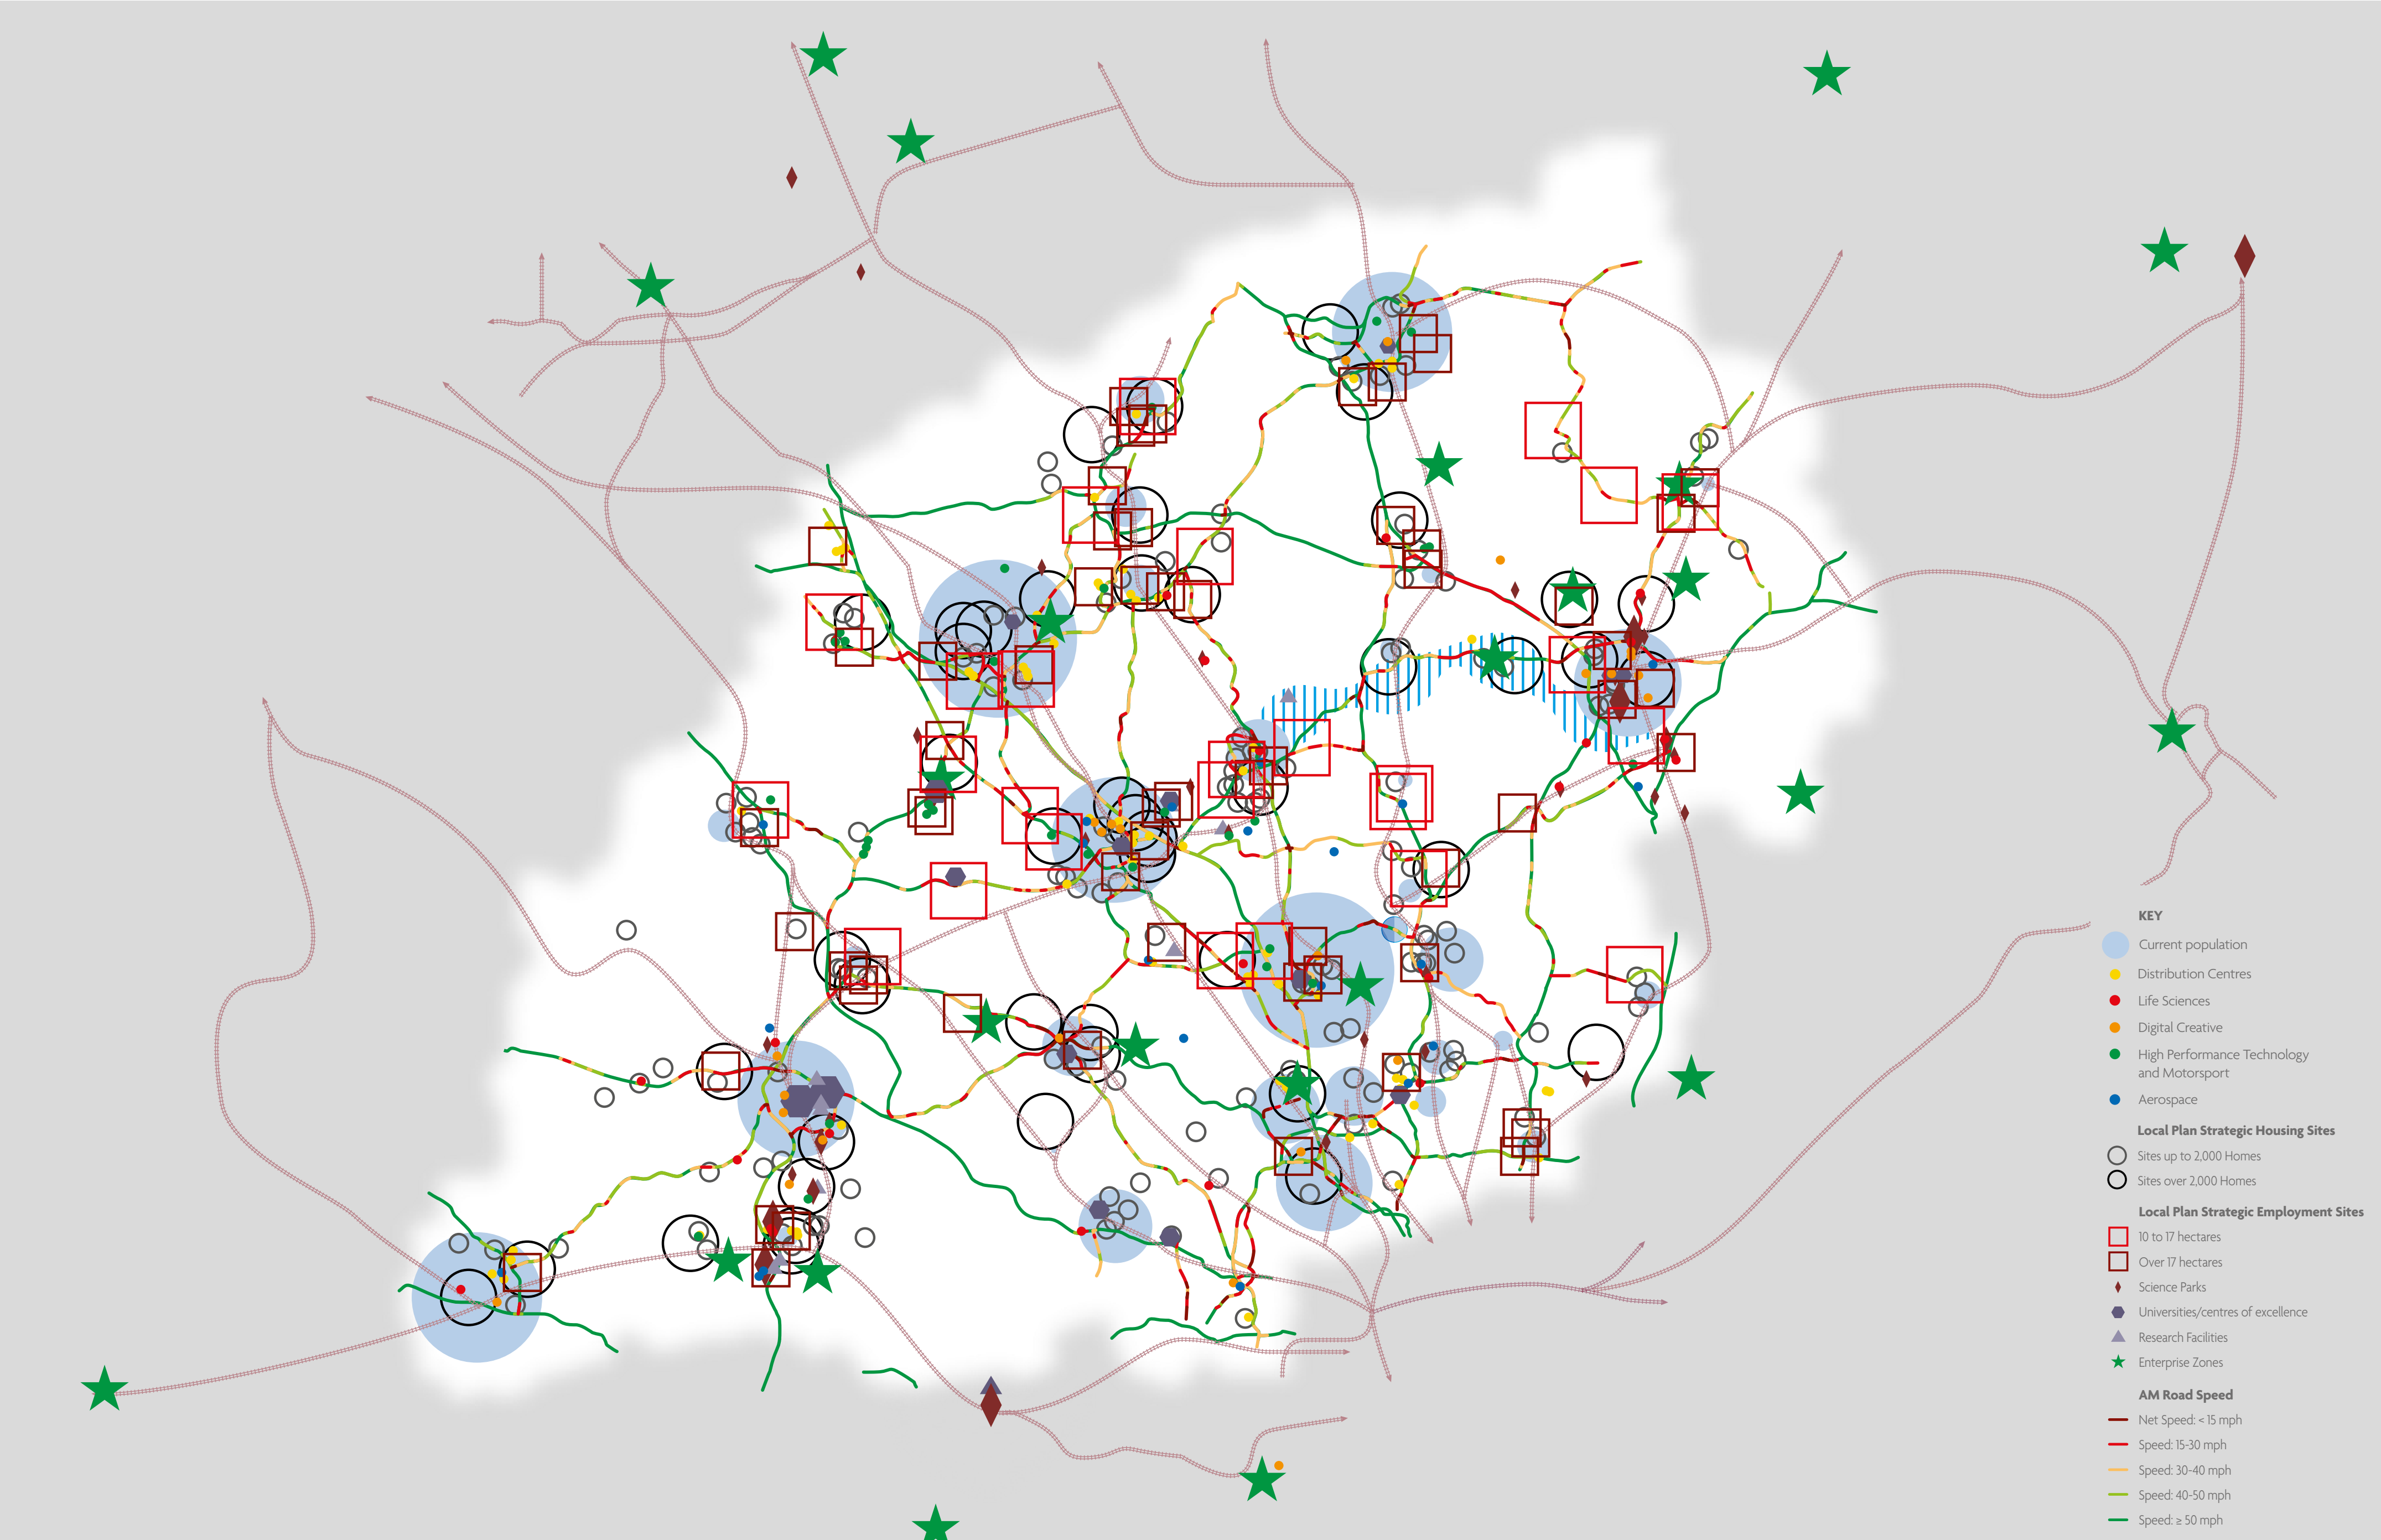 KEY
Current population
Distribution Centres
Life Sciences
Digital Creative
High Performance Technology
and Motorsport
Aerospace
Local Plan Strategic Housing Sites
Sites up to 2,000 Homes
Sites over 2,000 Homes
Local Plan Strategic Employment Sites
10 to 17 hectares
Over 17 hectares
Science Parks
Universities/centres of excellence
Research Facilities
Enterprise Zones
AM Road Speed
Net Speed: < 15 mph
Speed: 15-30 mph
Speed: 30-40 mph
Speed: 40-50 mph
Speed: ≥ 50 mph